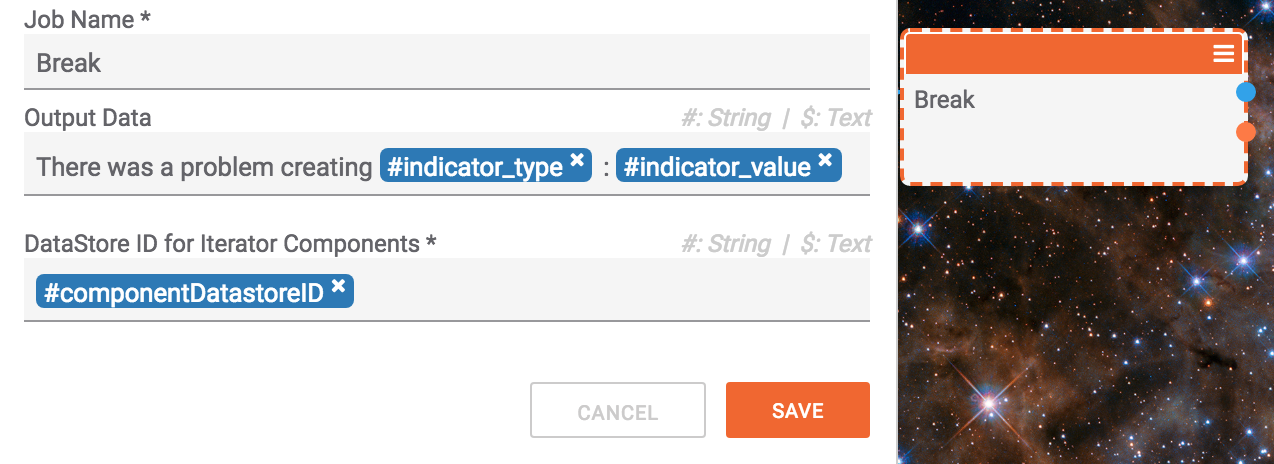 Job Name *
Break
Output Data #: String | $: Text
There was a problem creating #indicator_type × : #indicator_value ×
DataStore ID for Iterator Components * #: String | $: Text
#componentDatastoreID ×
CANCEL SAVE
Break